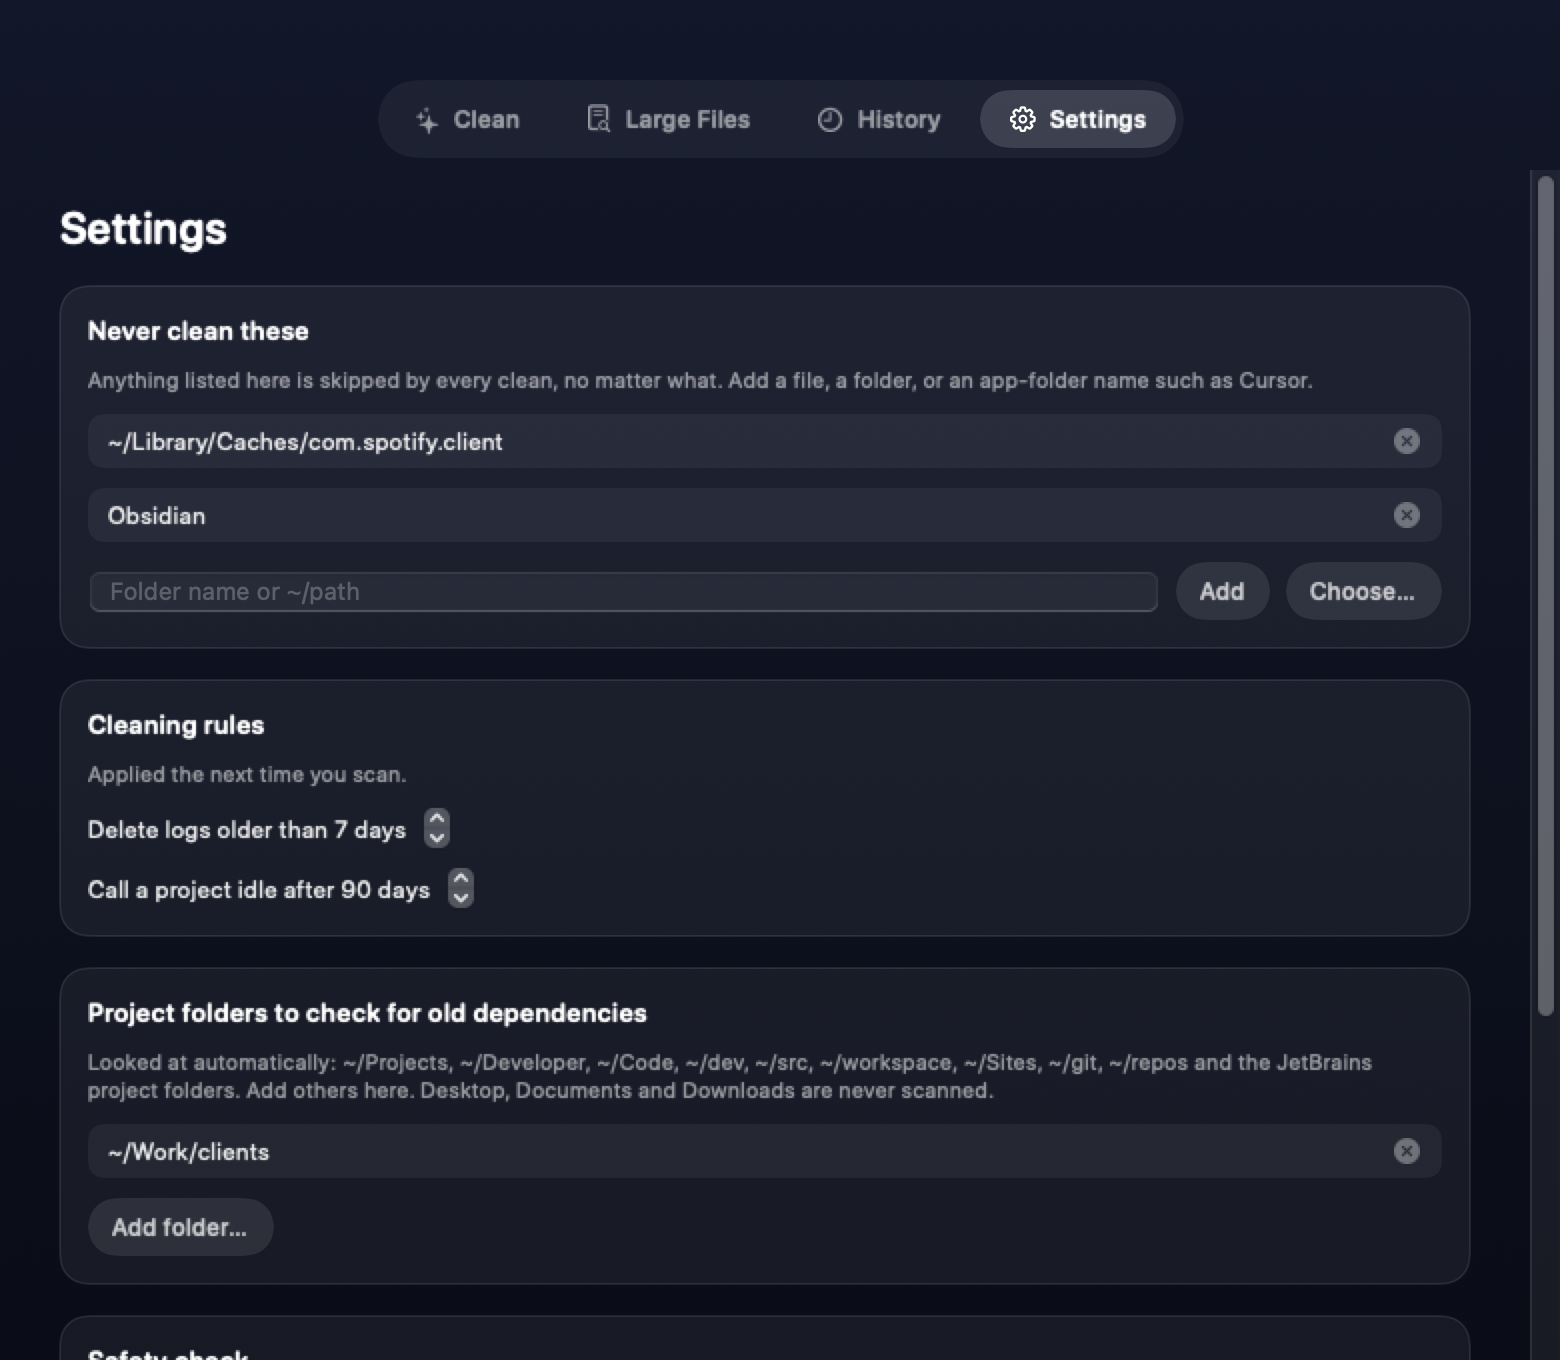 Clean
Large Files
History
Settings
Settings
Never clean these
Anything listed here is skipped by every clean, no matter what. Add a file, a folder, or an app-folder name such as Cursor.
~/Library/Caches/com.spotify.client
Obsidian
Folder name or ~/path
Add
Choose...
Cleaning rules
Applied the next time you scan.
Delete logs older than 7 days
Call a project idle after 90 days
Project folders to check for old dependencies
Looked at automatically: ~/Projects, ~/Developer, ~/Code, ~/dev, ~/src, ~/workspace, ~/Sites, ~/git, ~/repos and the JetBrains
project folders. Add others here. Desktop, Documents and Downloads are never scanned.
~/Work/clients
Add folder...
Safety check